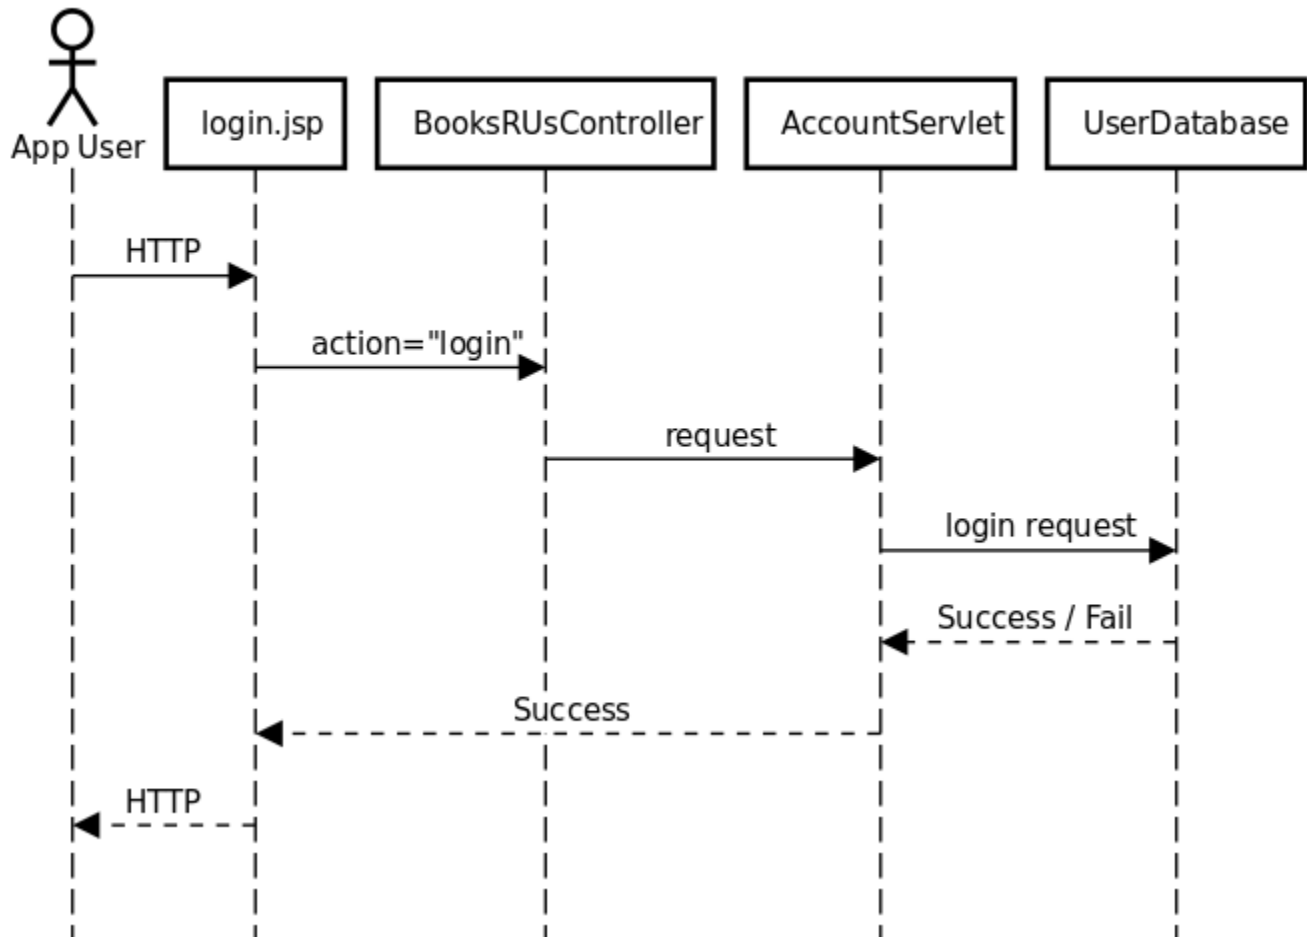 App User
login.jsp
BooksRUsController
AccountServlet
UserDatabase
HTTP
action="login"
request
login request
Success / Fail
Success
HTTP